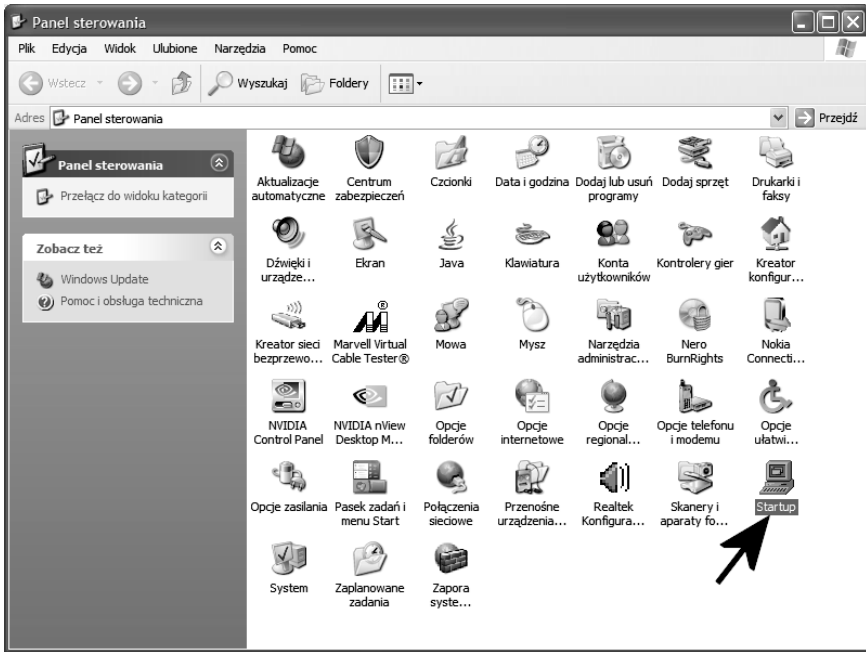 Panel sterowania
Plik Edycja Widok Ulubione Narzędzia Pomoc
Wstecz Wyszukaj Foldery
Adres Panel sterowania Przejdź
Panel sterowania
Przełącz do widoku kategorii
Zobacz też
Windows Update
Pomoc i obsługa techniczna
Aktualizacje
automatyczne
Centrum
zabezpieczeń
Czcionki
Data i godzina
Dodaj lub usuń
programy
Dodaj sprzęt
Drukarki i
faksy
Dźwięki i
urządze...
Ekran
Java
Klawiatura
Konta
użytkowników
Kontrolery gier
Kreator
konfigur...
Kreator sieci
bezprzewo...
Marvell Virtual
Cable Tester®
Mowa
Mysz
Narzędzia
administrac...
Nero
BurnRights
Nokia
Connecti...
NVIDIA
Control Panel
NVIDIA nView
Desktop M...
Opcje
folderów
Opcje
internetowe
Opcje
regional...
Opcje telefonu
i modemu
Opcje
ułatwi...
Opcje zasilania
Pasek zadań i
menu Start
Połączenia
sieciowe
Przenośne
urządzenia...
Realtek
Konfigura...
Skanery i
aparaty fo...
Startup
System
Zaplanowane
zadania
Zapora
syste...